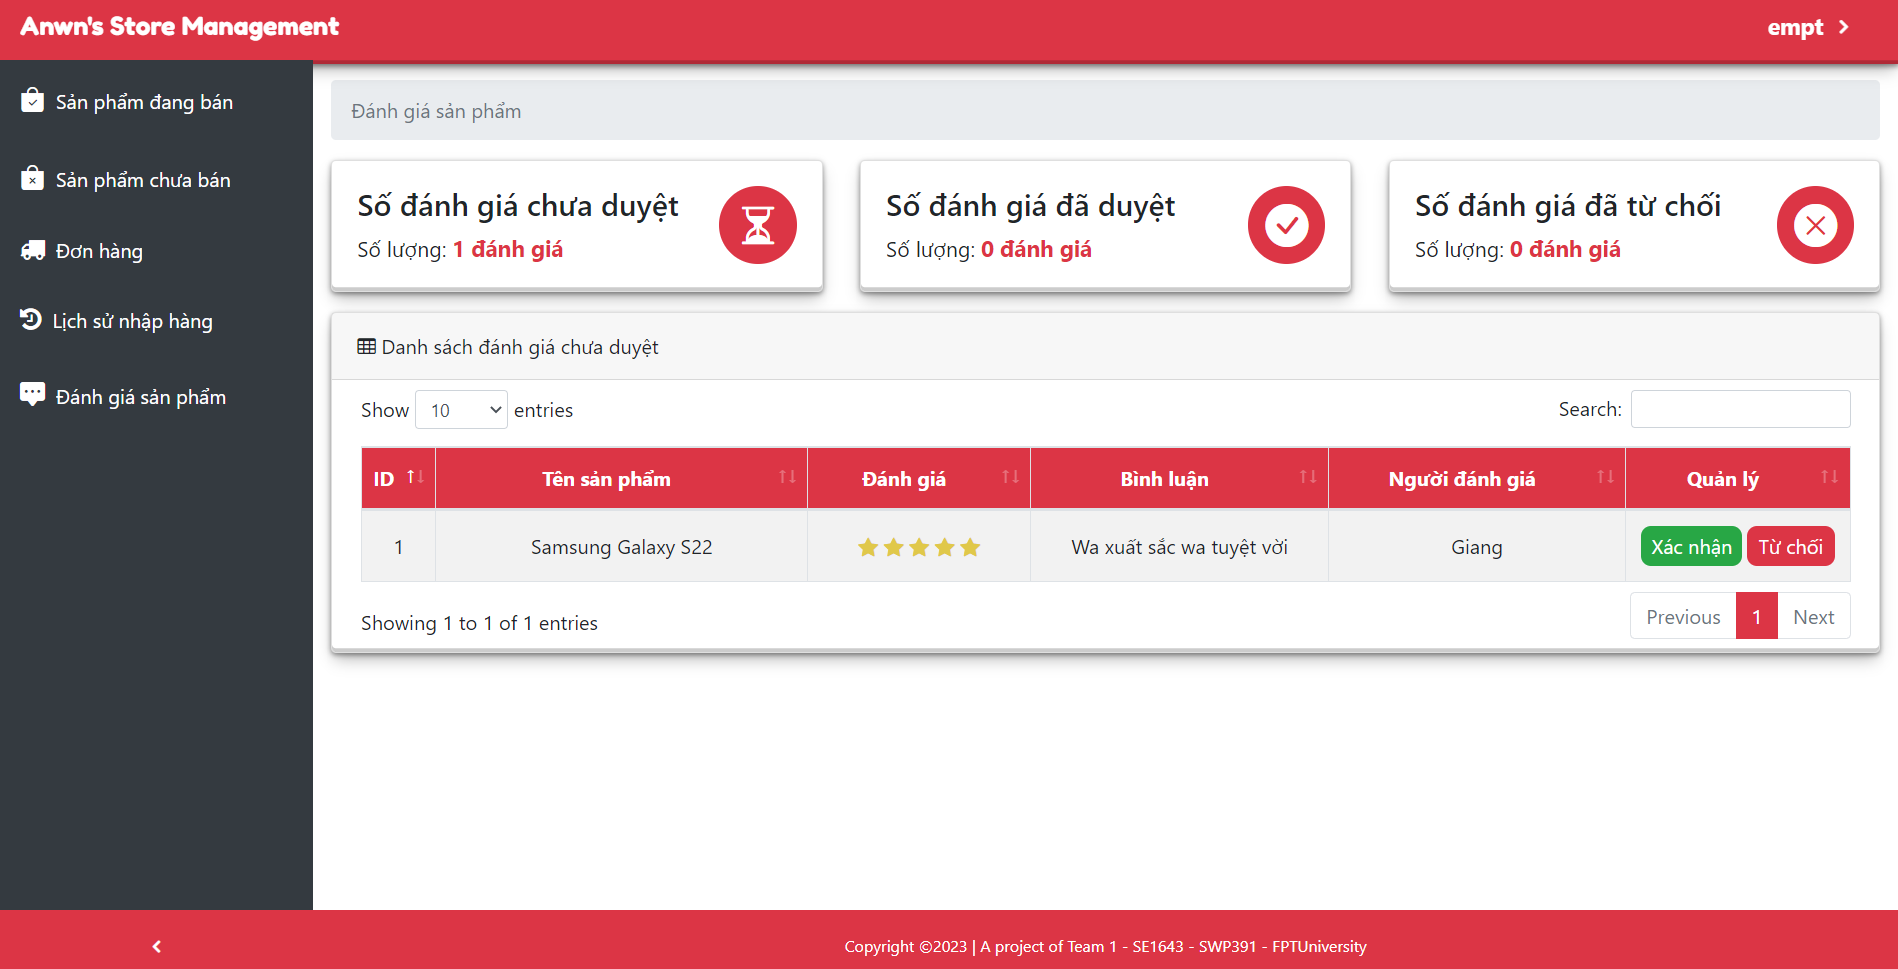 Anwn's Store Management
empt
Sản phẩm đang bán
Sản phẩm chưa bán
Đơn hàng
Lịch sử nhập hàng
Đánh giá sản phẩm
Đánh giá sản phẩm
Số đánh giá chưa duyệt
Số lượng: 1 đánh giá
Số đánh giá đã duyệt
Số lượng: 0 đánh giá
Số đánh giá đã từ chối
Số lượng: 0 đánh giá
Danh sách đánh giá chưa duyệt
Show 10 entries
Search:
ID Tên sản phẩm Đánh giá Bình luận Người đánh giá Quản lý
1 Samsung Galaxy S22 Wa xuất sắc wa tuyệt vời Giang Xác nhận Từ chối
Showing 1 to 1 of 1 entries
Previous 1 Next
Copyright ©2023 | A project of Team 1 - SE1643 - SWP391 - FPTUniversity